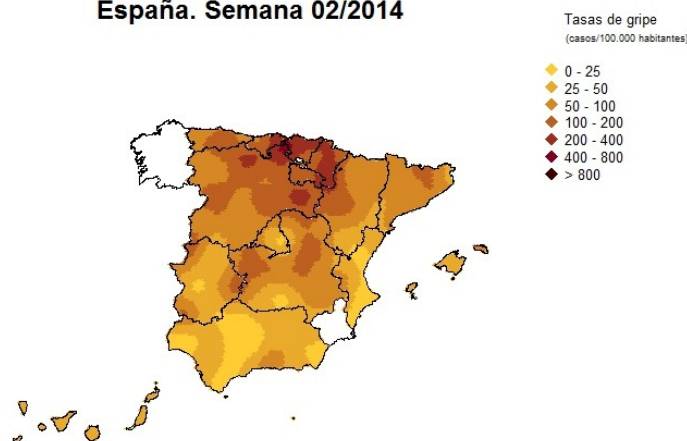 España. Semana 02/2014
Tasas de gripe
(casos/100.000 habitantes)
0 - 25
25 - 50
50 - 100
100 - 200
200 - 400
400 - 800
> 800